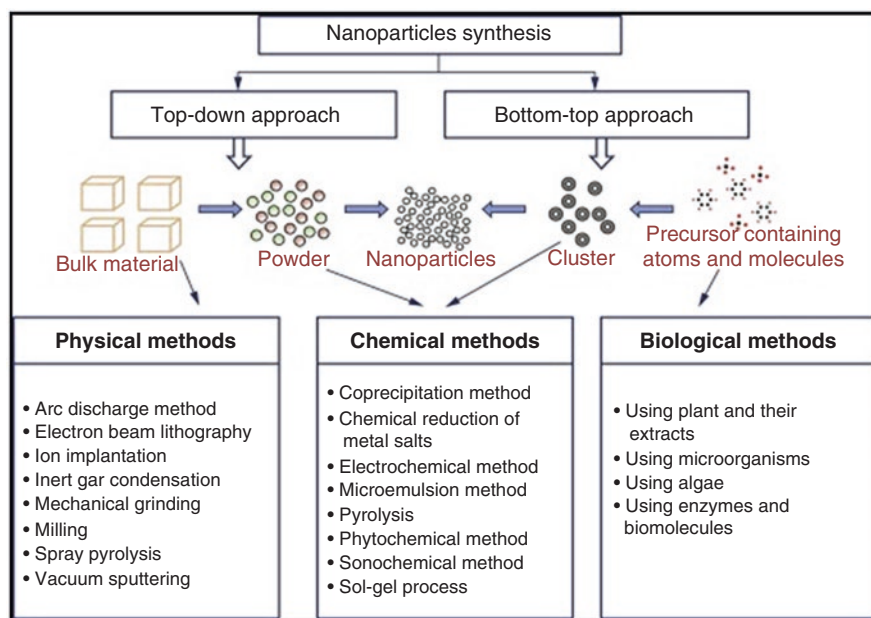 Nanoparticles synthesis
Top-down approach
Bottom-top approach
Bulk material
Powder
Nanoparticles
Cluster
Precursor containing
atoms and molecules
Physical methods
• Arc discharge method
• Electron beam lithography
• Ion implantation
• Inert gar condensation
• Mechanical grinding
• Milling
• Spray pyrolysis
• Vacuum sputtering
Chemical methods
• Coprecipitation method
• Chemical reduction of
metal salts
• Electrochemical method
• Microemulsion method
• Pyrolysis
• Phytochemical method
• Sonochemical method
• Sol-gel process
Biological methods
• Using plant and their
extracts
• Using microorganisms
• Using algae
• Using enzymes and
biomolecules